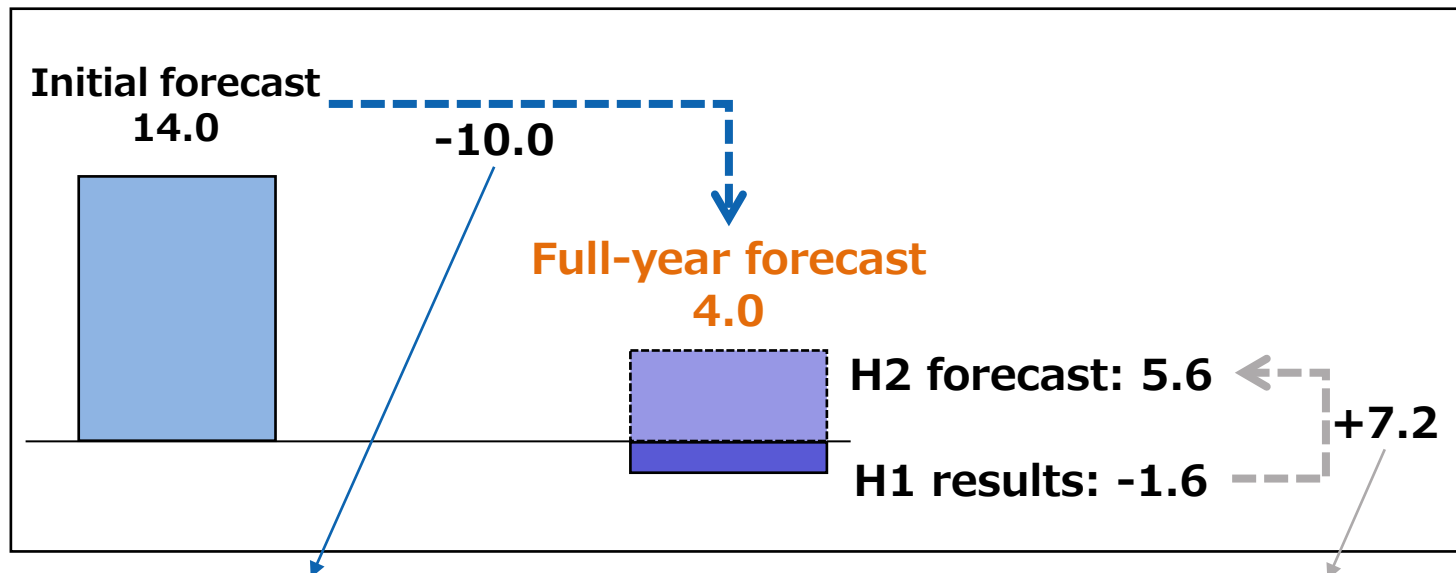 Initial forecast
14.0
-10.0
Full-year forecast
4.0
H2 forecast: 5.6
+7.2
H1 results: -1.6